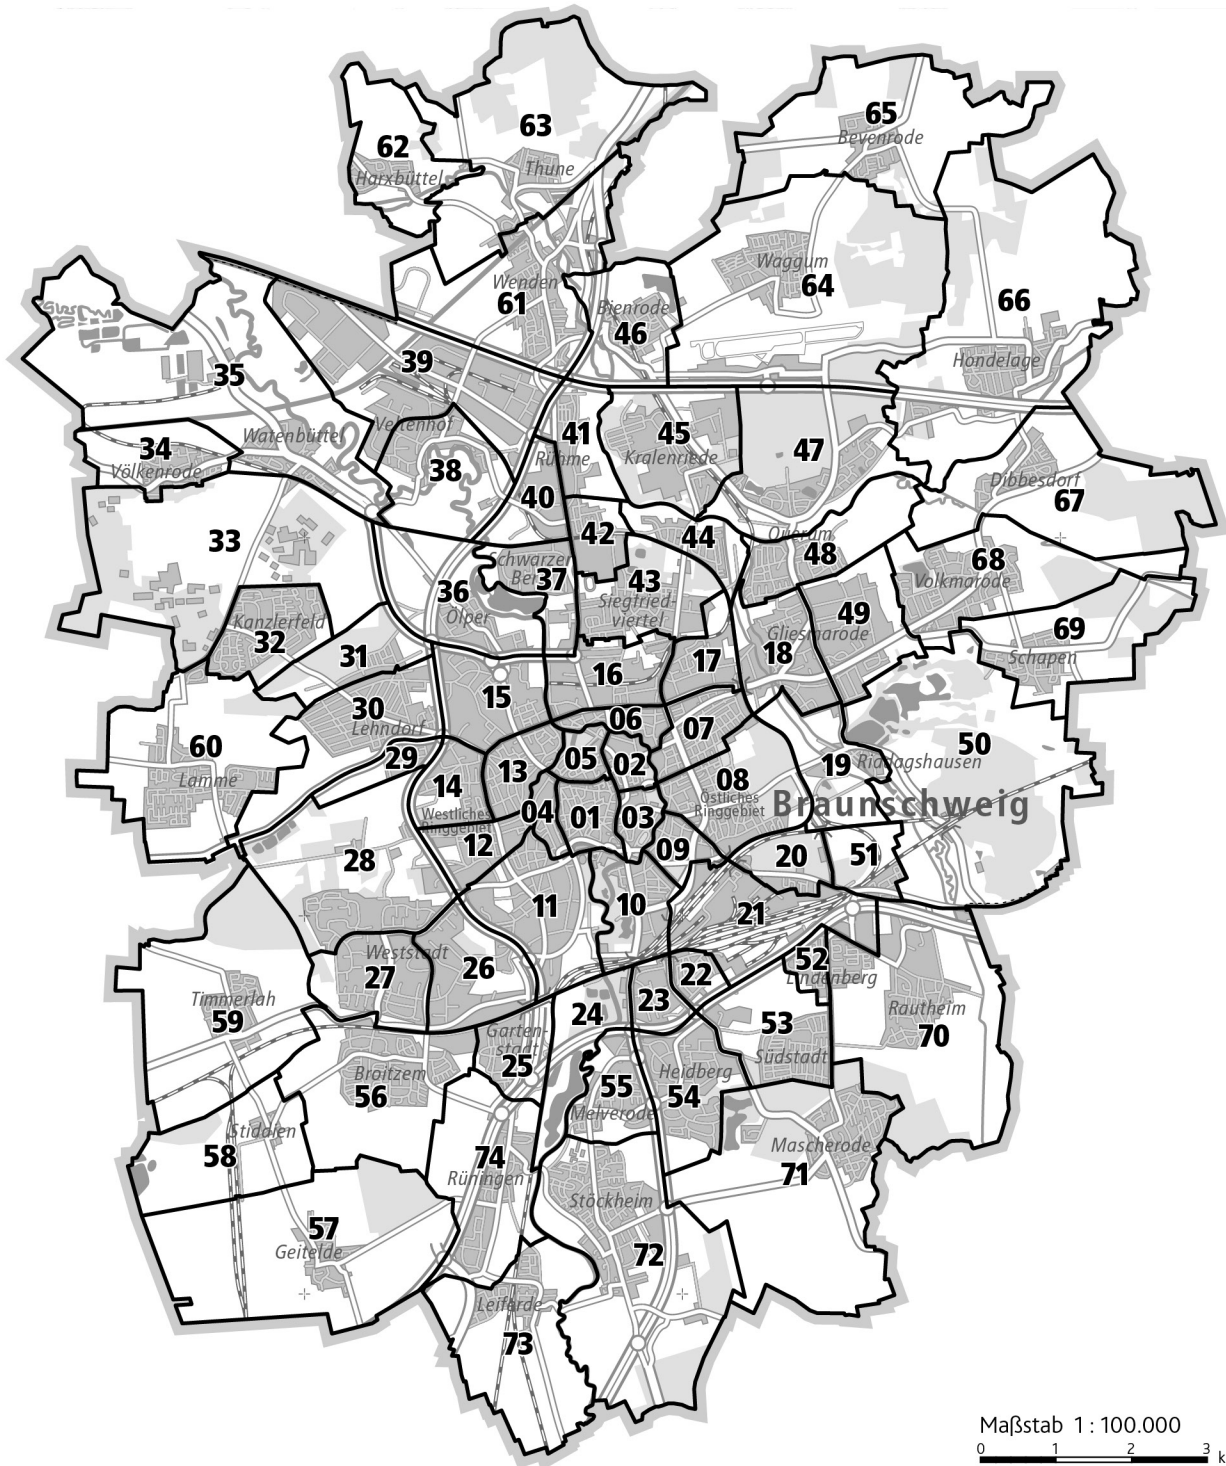 63
65
Bevenrode
62
Harxbüttel
Thune
Waggum
64
Wenden
61
Bienrode
46
66
Hondelage
39
35
Veltenhof
Watenbüttel
34
Völkenrode
38
41
Rühme
45
Kralenriede
47
Dibbesdorf
67
40
42
44
33
Schwarzer
Berg
37
43
Siegfried-
viertel
Querum
48
68
Volkmarode
36
Ölper
Kanzlerfeld
32
31
49
Gliesmarode
18
69
Schapen
16
17
15
30
Lehndorf
29
06
07
05
02
60
Lamme
13
14
Westliches
Ringgebiet
08
Östliches
Ringgebiet
19
Riddagshausen
50
Braunschweig
04
01
03
12
09
28
20
51
11
10
21
Weststadt
27
26
22
52
Lindenberg
Timmerlah
59
24
23
53
Südstadt
Rautheim
70
Garten-
stadt
25
Broitzem
56
55
Melverode
Heidberg
54
Stiddien
58
Mascherode
71
74
Rüningen
Stöckheim
57
Geitelde
72
Leiferde
73
Maßstab 1 : 100.000
0 1 2 3 k